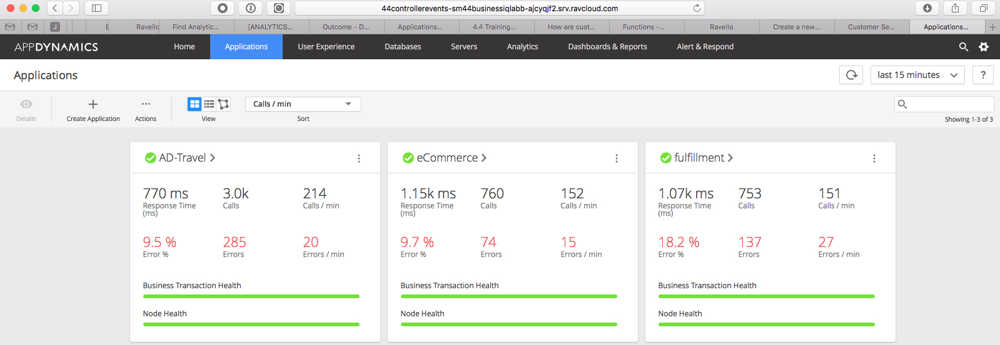 44controllerevents-sm44businessiqlabb-ajcyqjf2.srv.ravcloud.com
J E Ravello Find Analytic... [ANALYTICS... Outcome - D... Applications... 4.4 Training... How are cust... Functions -... Ravello Create a new... Customer Se... Applications... +
APPDYNAMICS Home Applications User Experience Databases Servers Analytics Dashboards & Reports Alert & Respond
Applications last 15 minutes ?
Details Create Application Actions View Calls / min Sort
Showing 1-3 of 3
AD-Travel
770 ms 3.0k 214
Response Time (ms) Calls Calls / min
9.5 % 285 20
Error % Errors Errors / min
Business Transaction Health
Node Health
eCommerce
1.15k ms 760 152
Response Time (ms) Calls Calls / min
9.7 % 74 15
Error % Errors Errors / min
Business Transaction Health
Node Health
fulfillment
1.07k ms 753 151
Response Time (ms) Calls Calls / min
18.2 % 137 27
Error % Errors Errors / min
Business Transaction Health
Node Health